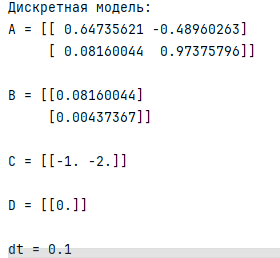 Дискретная модель:
A = [[ 0.64735621 -0.48960263]
     [ 0.08160044  0.97375796]]
B = [[0.08160044]
     [0.00437367]]
C = [[-1. -2.]]
D = [[0.]]
dt = 0.1